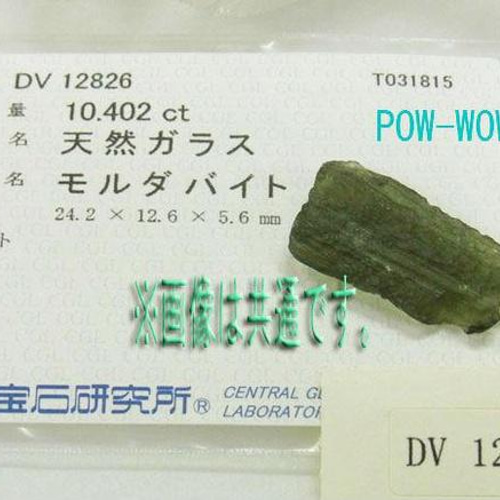 DV 12826
T031815
量 10.402 ct
POW-WOW
名 天然ガラス
名 モルダバイト
24.2 × 12.6 × 5.6 mm
ト
※画像は共通です。
宝石研究所®
CENTRAL GE
LABORATOR
DV 12